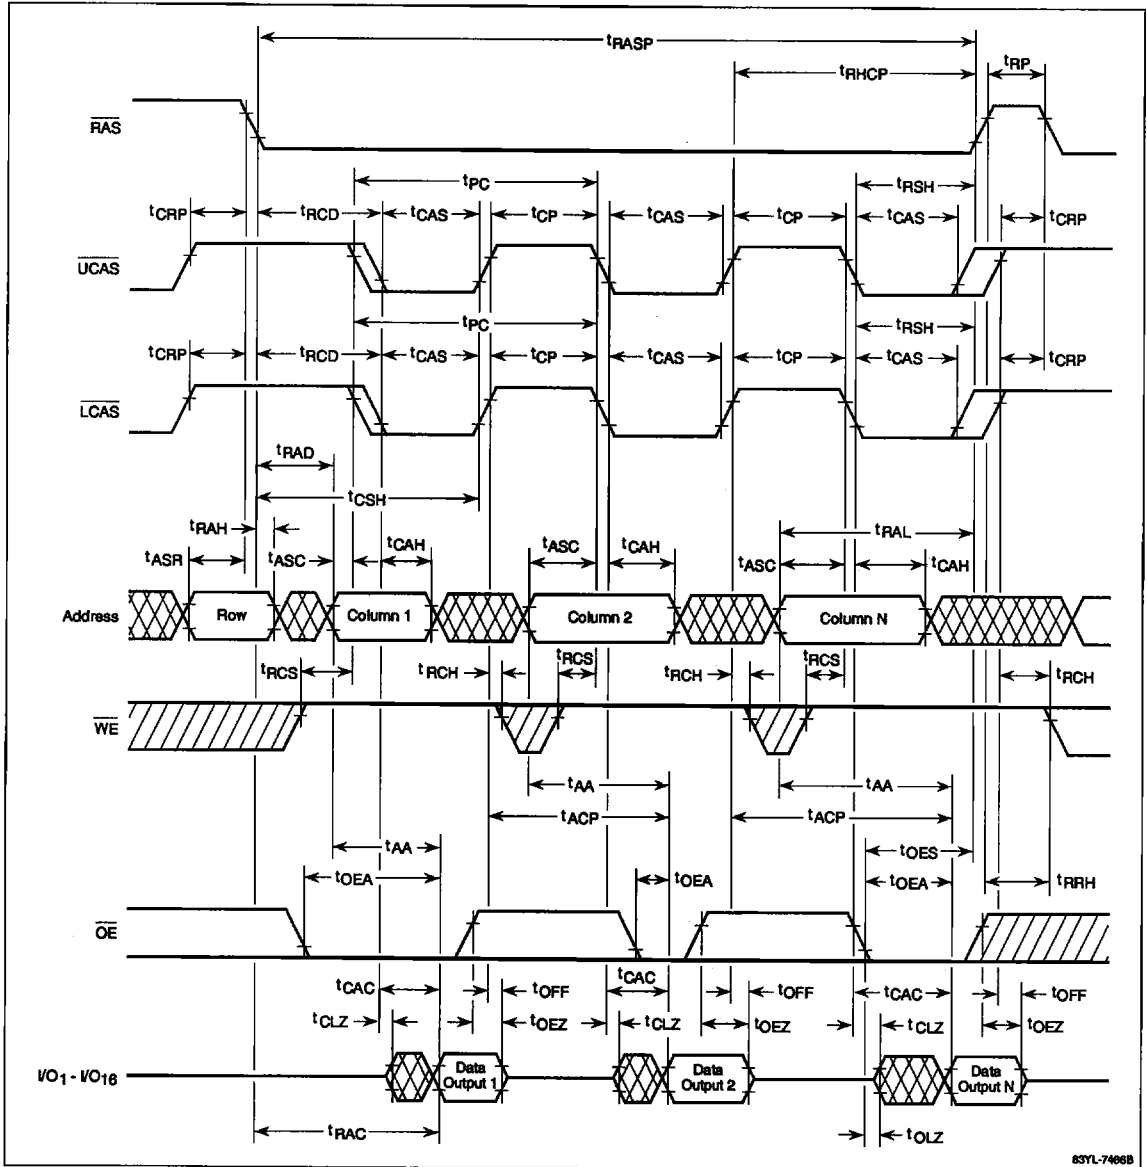 tRASP
tRHCP tRP
RAS
tPC tRSH
tCRP tRCD tCAS tCP tCAS tCP tCAS tCRP
UCAS
tPC tRSH
tCRP tRCD tCAS tCP tCAS tCP tCAS tCRP
LCAS
tRAD
tCSH
tRAH tRAL
tASR tASC tCAH tASC tCAH tASC tCAH
Address Row Column 1 Column 2 Column N
tRCS tRCH tRCS tRCH tRCS tRCH
WE
tAA tAA
tACP tACP
tAA tOES
tOEA tOEA tOEA tRRH
OE
tCAC tOFF tCAC tOFF tCAC tOFF
tCLZ tOEZ tCLZ tOEZ tCLZ tOEZ
I/O1 - I/O16 Data Output 1 Data Output 2 Data Output N
tRAC tOLZ
83YL-7466B